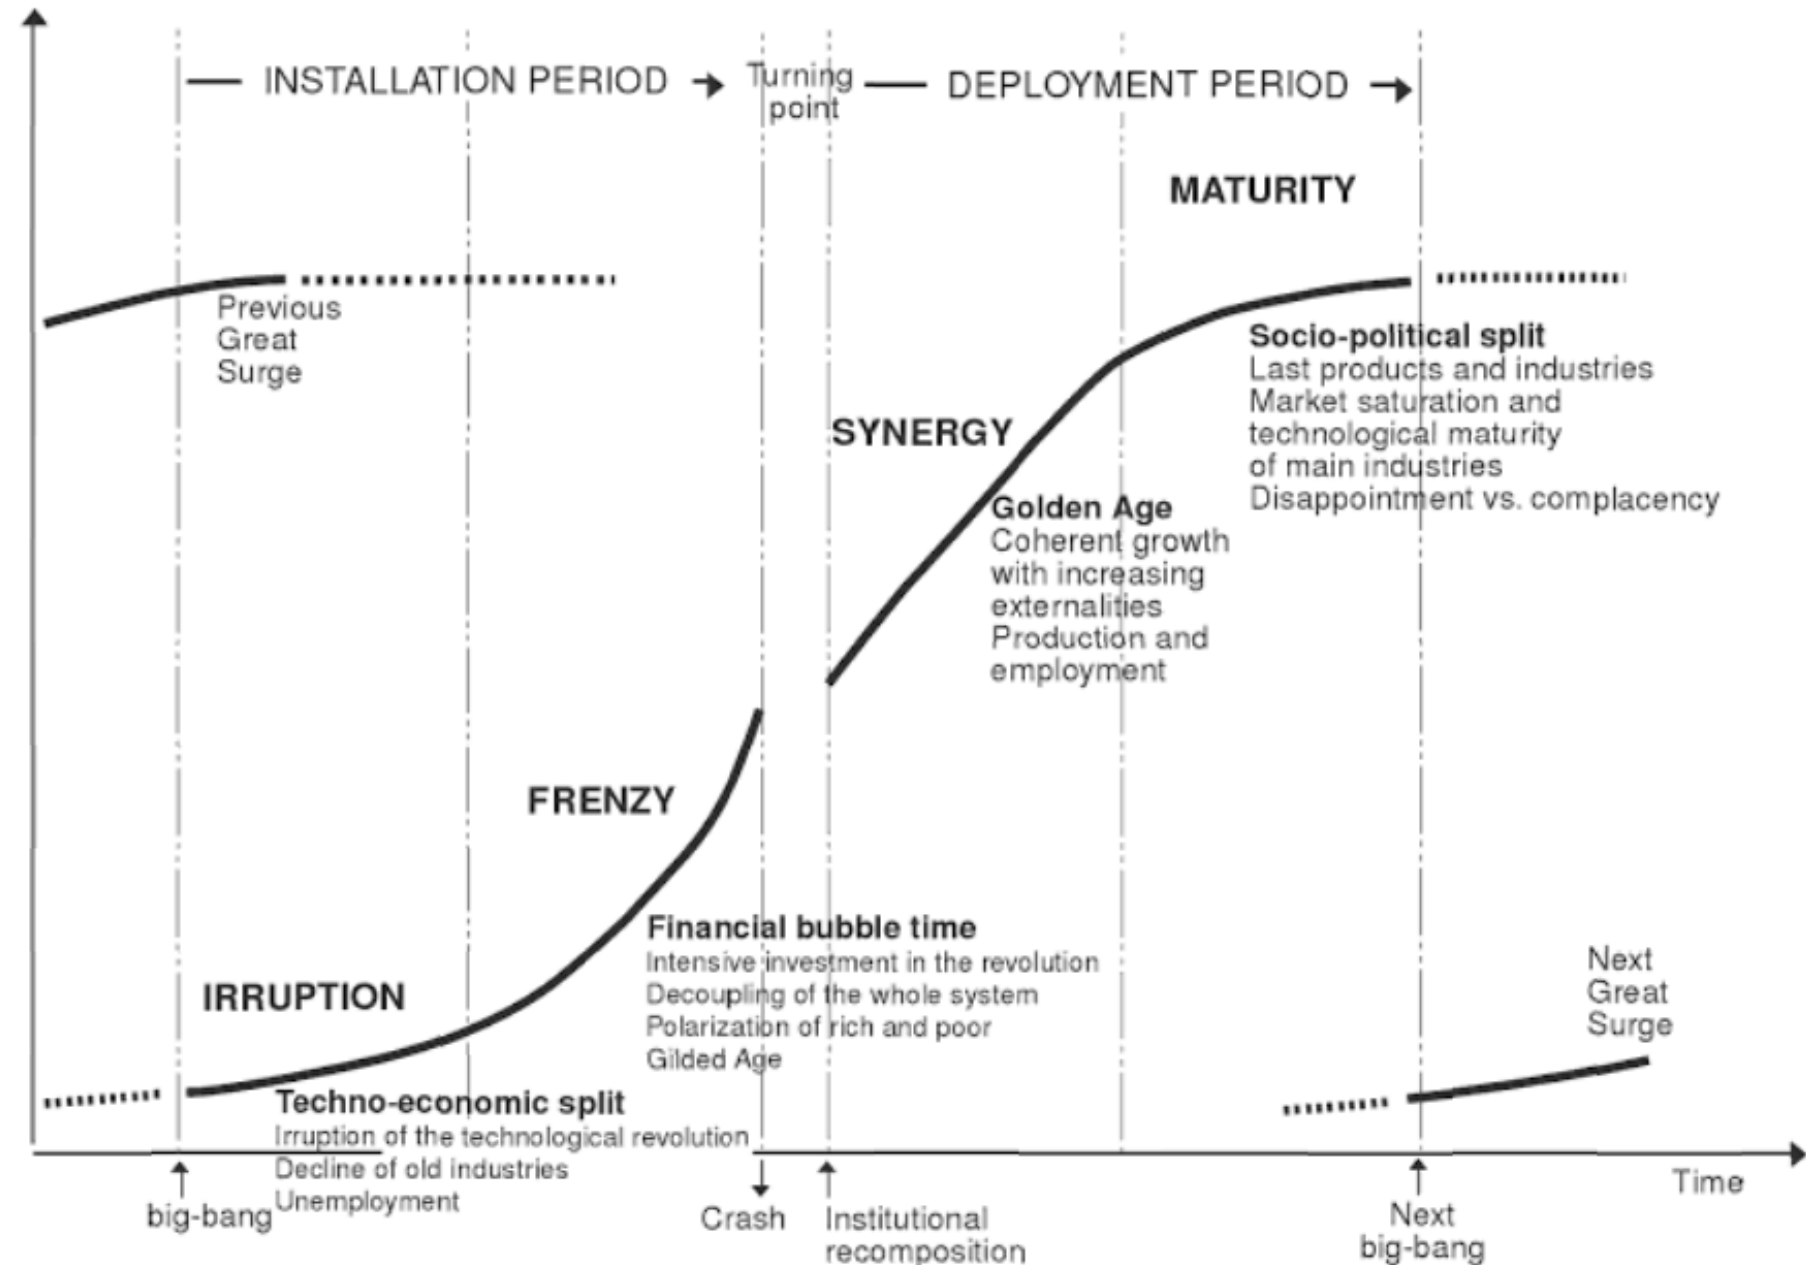 INSTALLATION PERIOD
Turning
point
DEPLOYMENT PERIOD
MATURITY
Previous
Great
Surge
Socio-political split
Last products and industries
Market saturation and
technological maturity
of main industries
Disappointment vs. complacency
SYNERGY
Golden Age
Coherent growth
with increasing
externalities
Production and
employment
FRENZY
Financial bubble time
Intensive investment in the revolution
Decoupling of the whole system
Polarization of rich and poor
Gilded Age
IRRUPTION
Techno-economic split
Irruption of the technological revolution
Decline of old industries
Unemployment
Next
Great
Surge
Time
big-bang
Crash
Institutional
recomposition
Next
big-bang